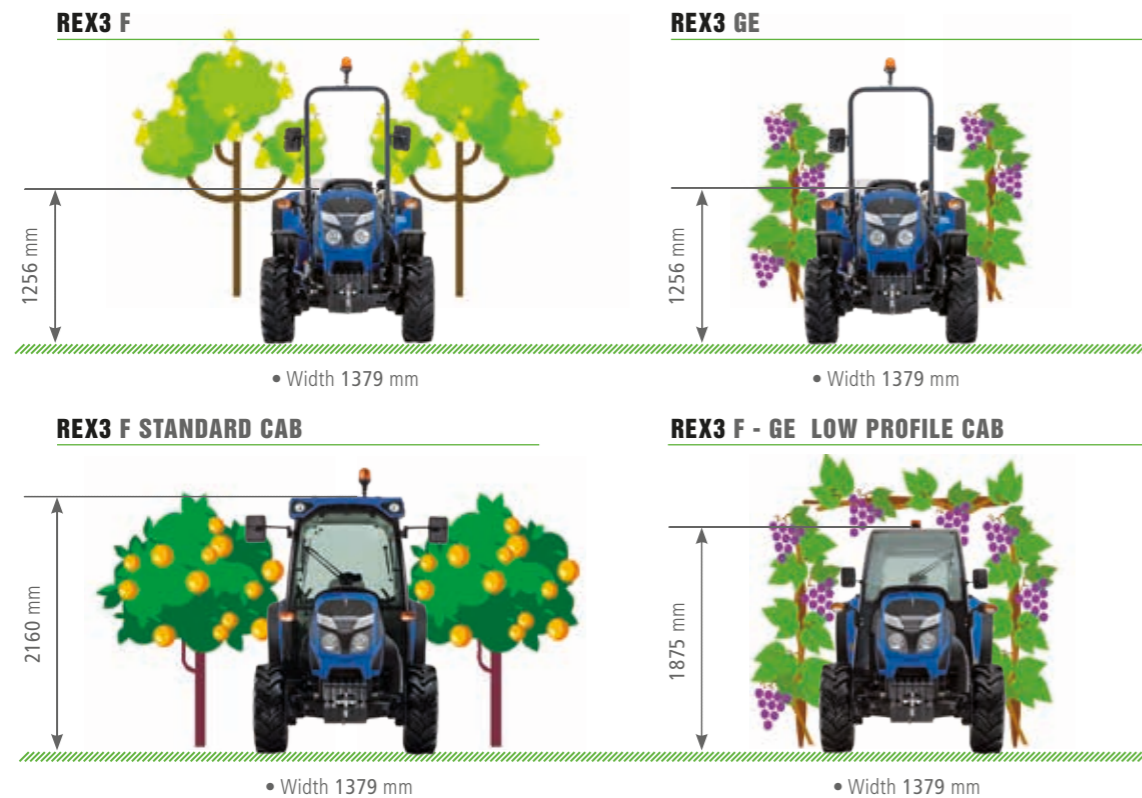 REX3 F
REX3 GE
1256 mm
1256 mm
• Width 1379 mm
• Width 1379 mm
REX3 F STANDARD CAB
REX3 F - GE LOW PROFILE CAB
2160 mm
1875 mm
• Width 1379 mm
• Width 1379 mm